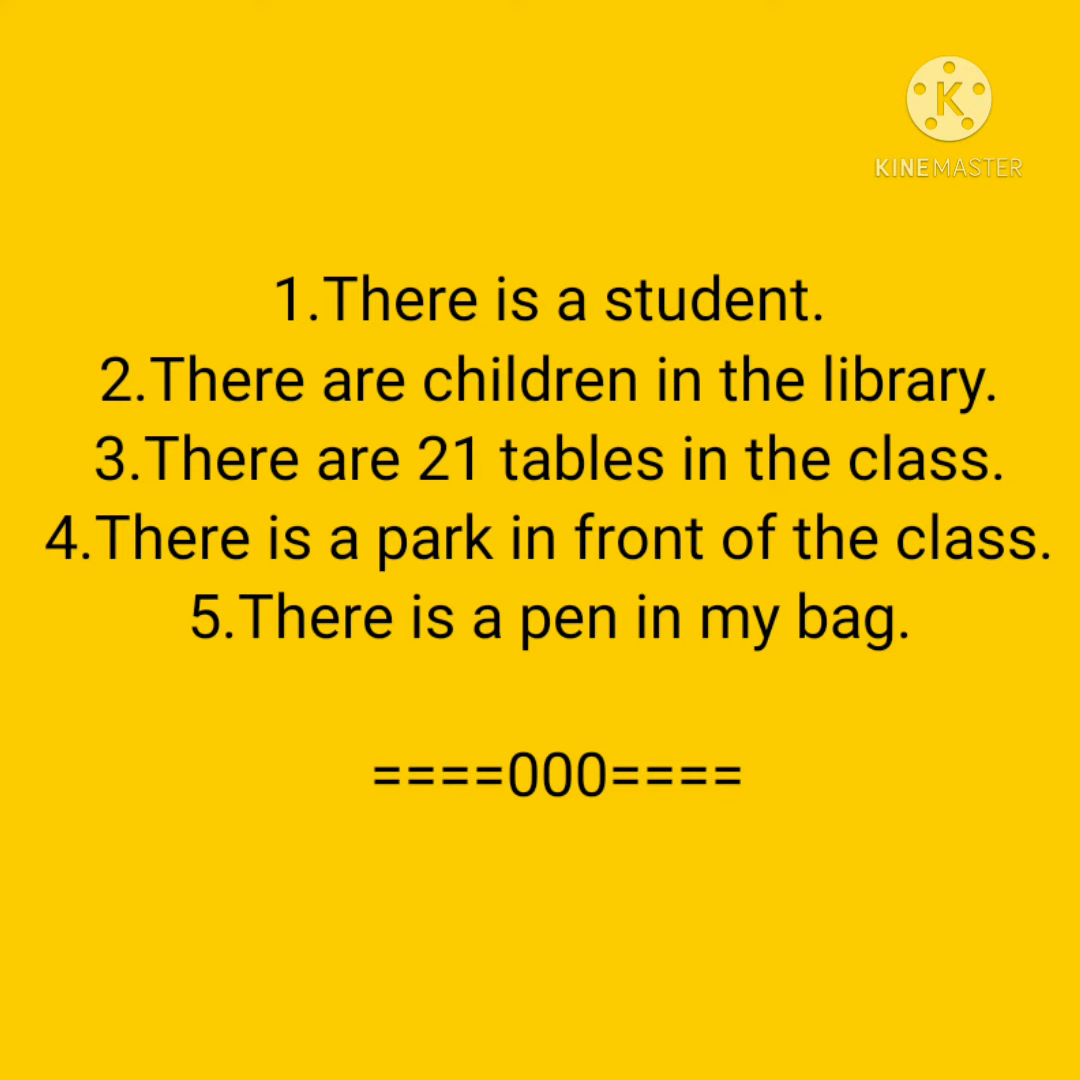 K
KINEMASTER
1.There is a student.
2.There are children in the library.
3.There are 21 tables in the class.
4.There is a park in front of the class.
5.There is a pen in my bag.
====000====